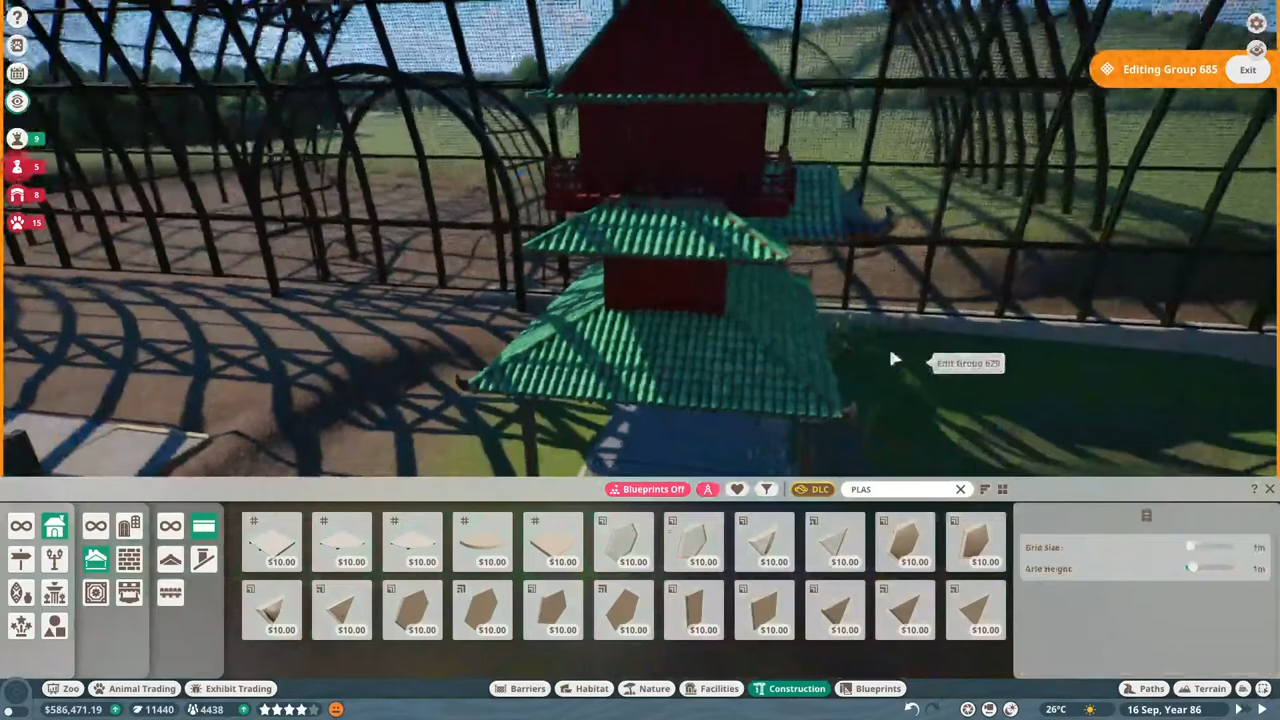 ?
Editing Group 685
Exit
9
5
8
15
Edit Group 679
Blueprints Off
DLC
PLAS
?
$10.00 $10.00 $10.00 $10.00 $10.00 $10.00 $10.00 $10.00 $10.00 $10.00 $10.00
Grid Size: 1m
Grid Height: 1m
$10.00 $10.00 $10.00 $10.00 $10.00 $10.00 $10.00 $10.00 $10.00 $10.00 $10.00
Zoo
Animal Trading
Exhibit Trading
Barriers
Habitat
Nature
Facilities
Construction
Blueprints
Paths
Terrain
$586,471.19
11440
4438
26°C
16 Sep, Year 86